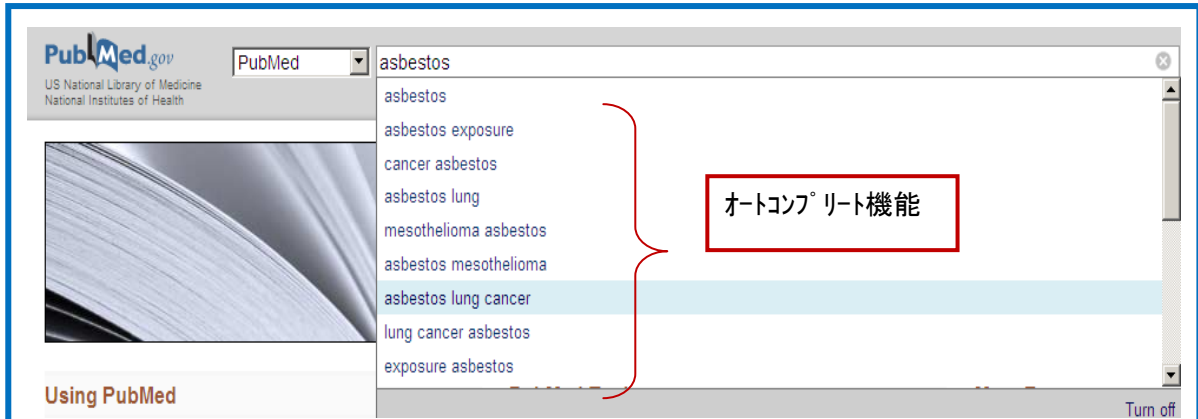 PubMed.gov
US National Library of Medicine
National Institutes of Health
PubMed
asbestos
asbestos
asbestos exposure
cancer asbestos
asbestos lung
mesothelioma asbestos
asbestos mesothelioma
asbestos lung cancer
lung cancer asbestos
exposure asbestos
オートコンプリート機能
Using PubMed
Turn off